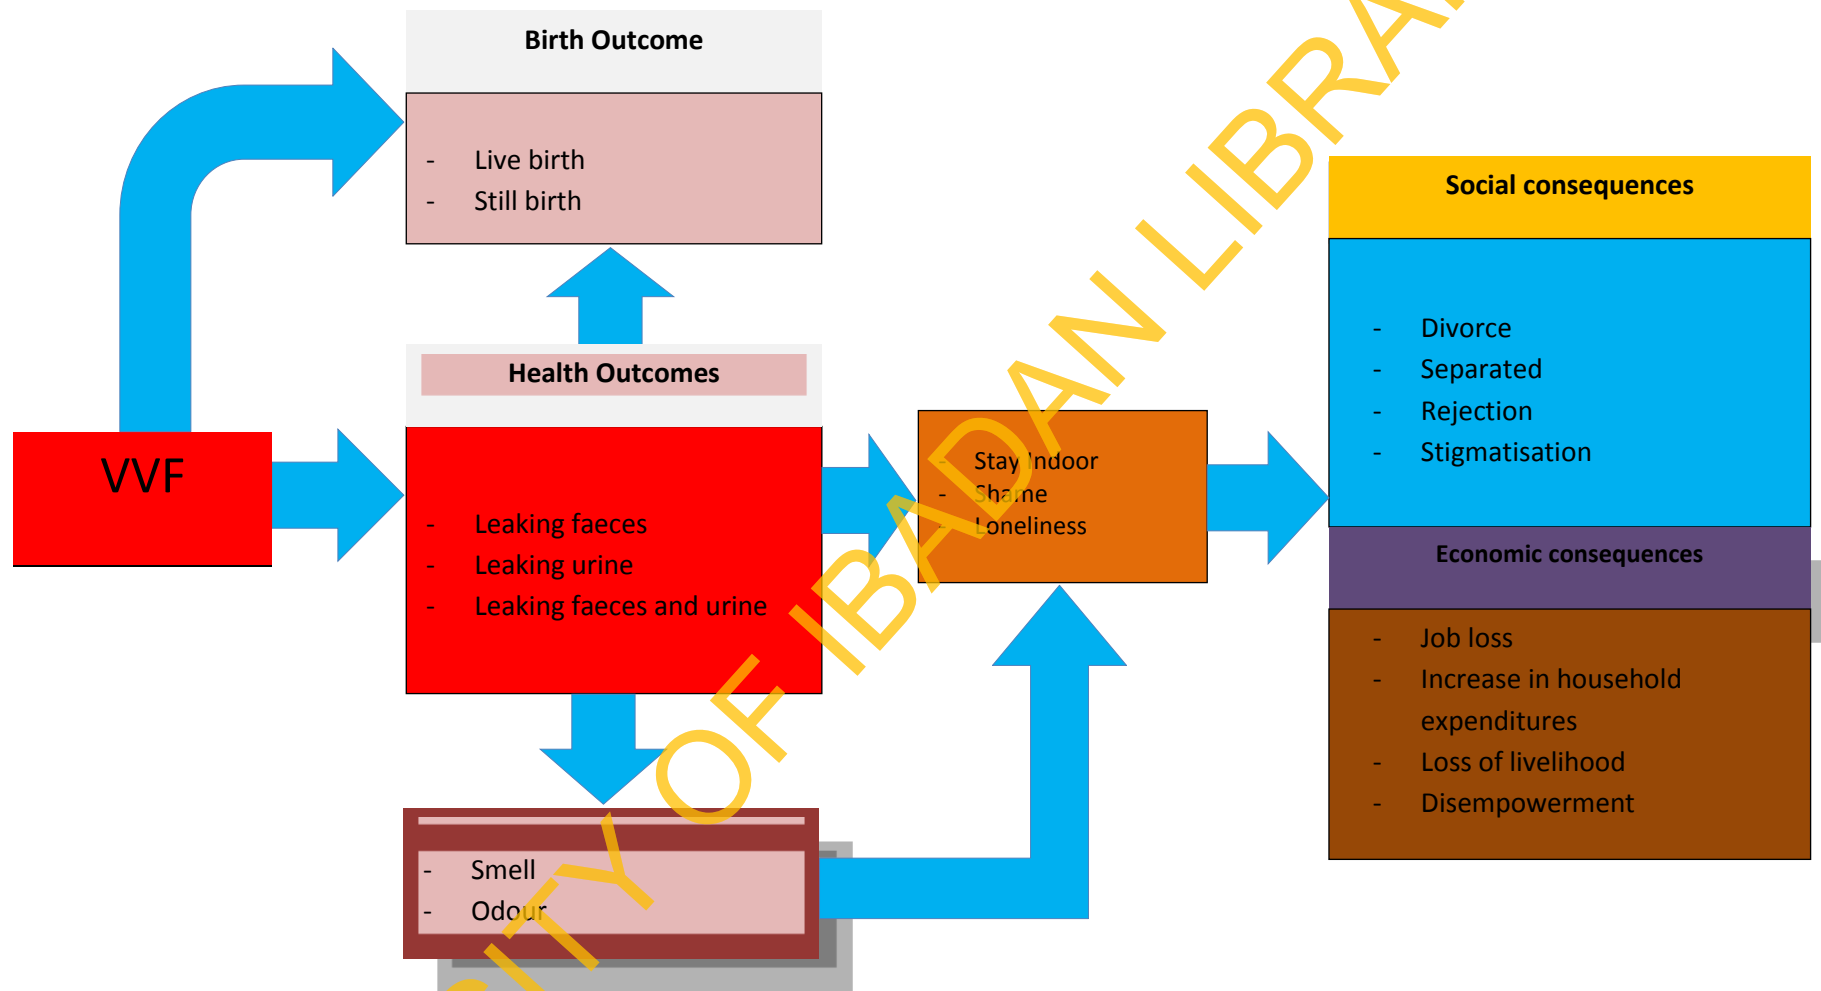 Birth Outcome
- Live birth
- Still birth
VVF
Health Outcomes
- Leaking faeces
- Leaking urine
- Leaking faeces and urine
- Smell
- Odour
- Stay Indoor
- Shame
- Loneliness
Social consequences
- Divorce
- Separated
- Rejection
- Stigmatisation
Economic consequences
- Job loss
- Increase in household
expenditures
- Loss of livelihood
- Disempowerment
SITY OF IBADAN LIBRA